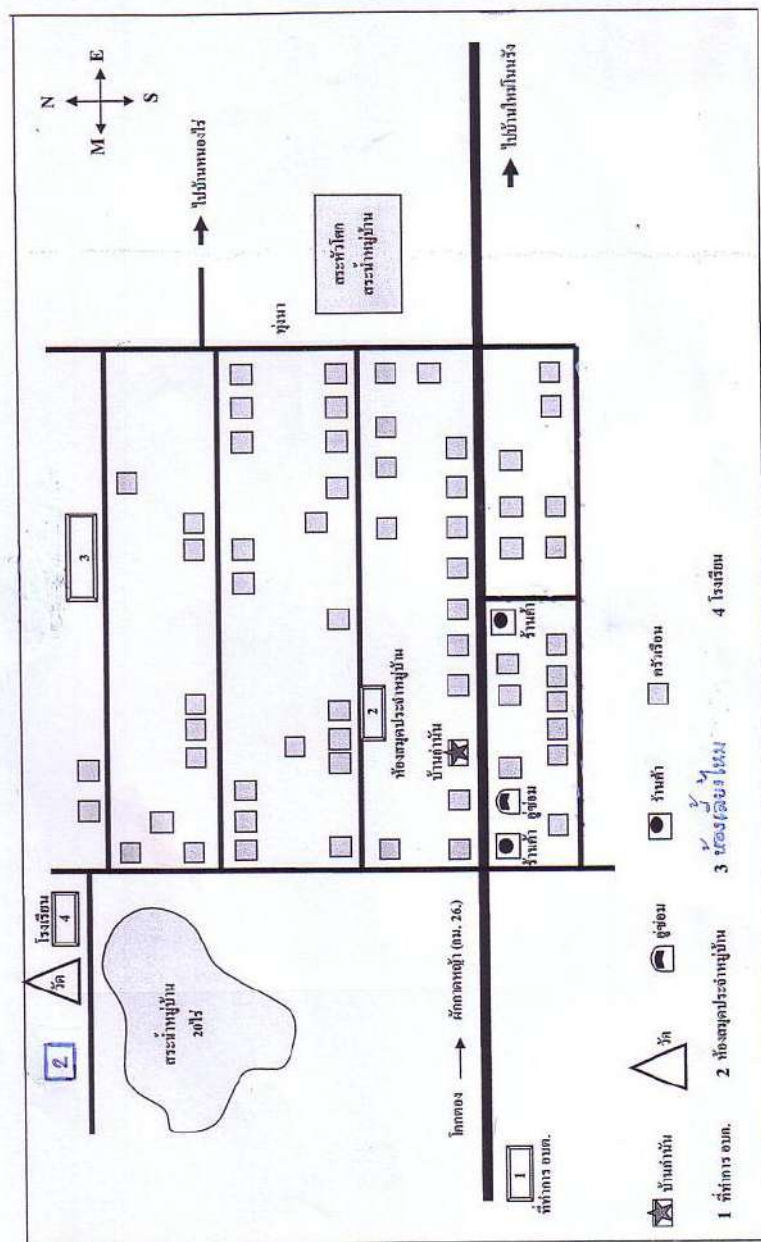 N
M
E
S
ไปบ้านหนองไร่
3
ทุ่งนา
สระหัวโคก
สระน้ำหมู่บ้าน
โรงเรียน
4
วัด
2
สระน้ำหมู่บ้าน
20ไร่
2
ห้องสมุดประจำหมู่บ้าน
บ้านกำนัน
โคกตอง
ผักกาดหญ้า (กม. 26.)
ไปบ้านใหม่โนนรัง
1
ที่ทำการ อบต.
ร้านค้า
อู่ซ่อม
ร้านค้า
บ้านกำนัน
วัด
อู่ซ่อม
ร้านค้า
ครัวเรือน
1 ที่ทำการ อบต.
2 ห้องสมุดประจำหมู่บ้าน
3 ห้องเลี้ยงไหม
4 โรงเรียน